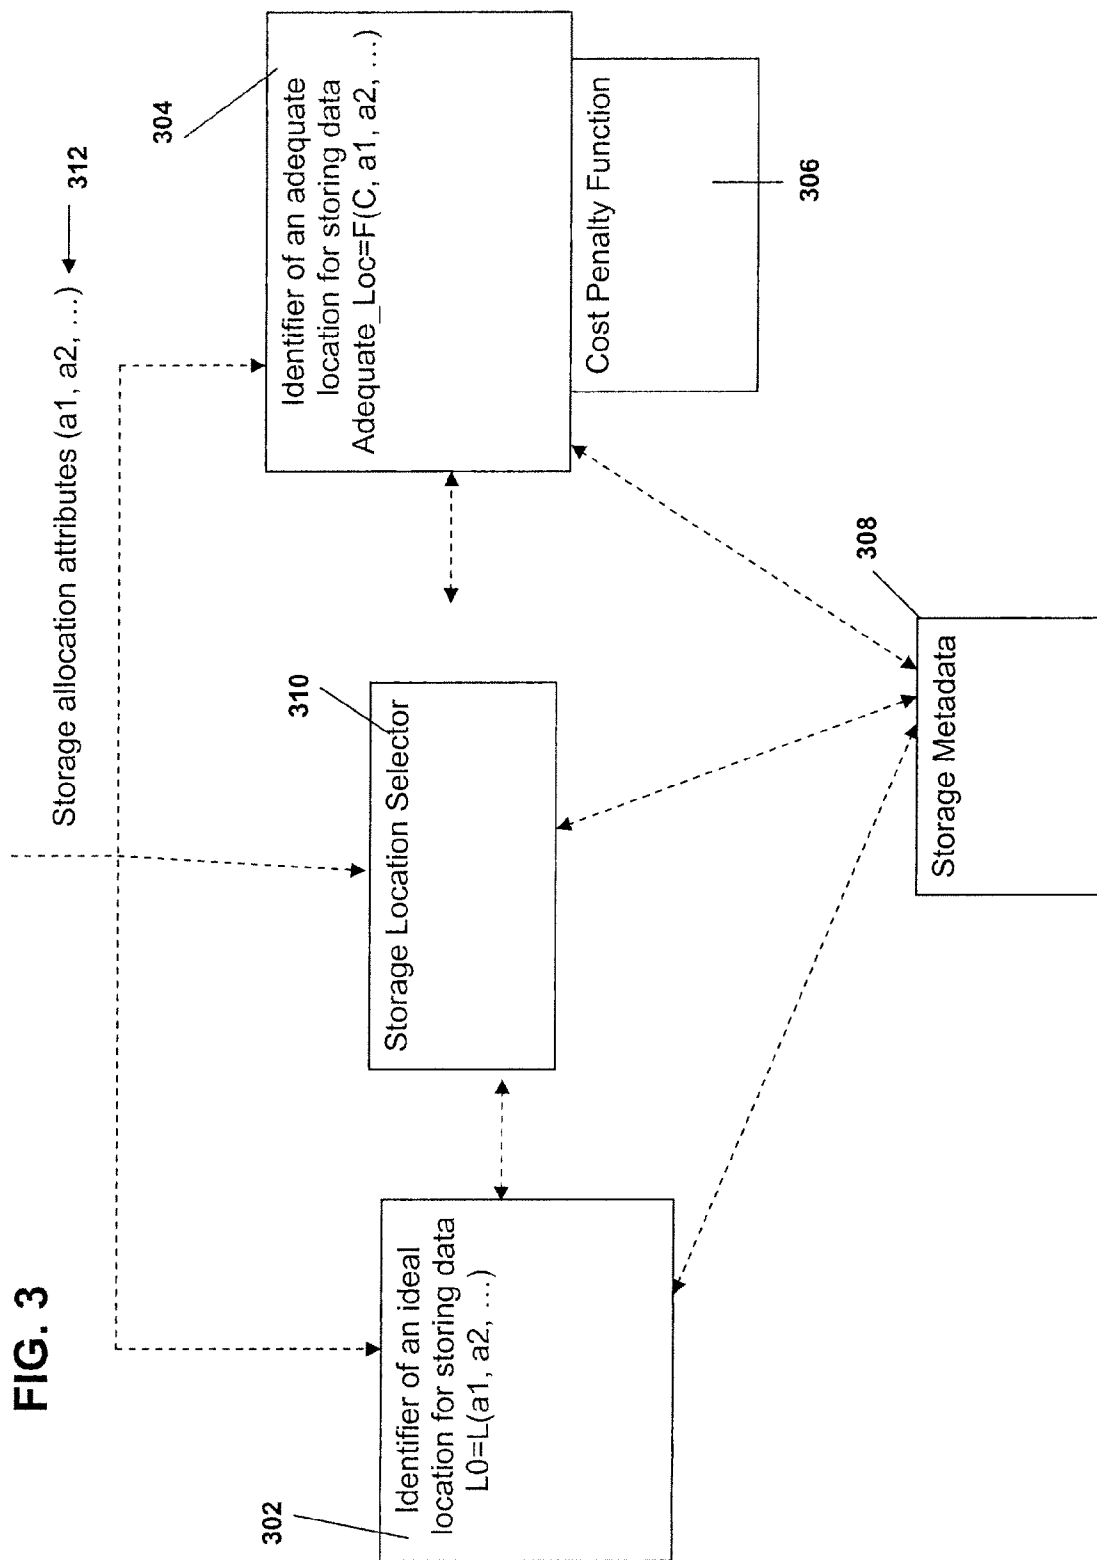 FIG. 3
Storage allocation attributes (a1, a2, …)
312
302
Identifier of an ideal
location for storing data
L0=L(a1, a2, …)
310
Storage Location Selector
304
Identifier of an adequate
location for storing data
Adequate_Loc=F(C, a1, a2, …)
Cost Penalty Function
306
308
Storage Metadata